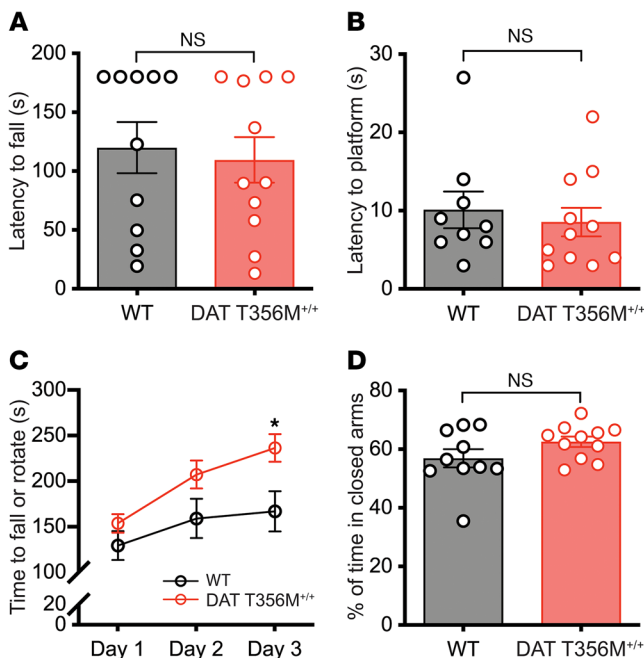 A
NS
200
150
100
50
0
Latency to fall (s)
WT
DAT T356M+/+
B
NS
30
20
10
0
Latency to platform (s)
WT
DAT T356M+/+
C
300
250
200
150
100
20
0
Time to fall or rotate (s)
*
WT
DAT T356M+/+
Day 1
Day 2
Day 3
D
NS
80
60
40
20
0
% of time in closed arms
WT
DAT T356M+/+